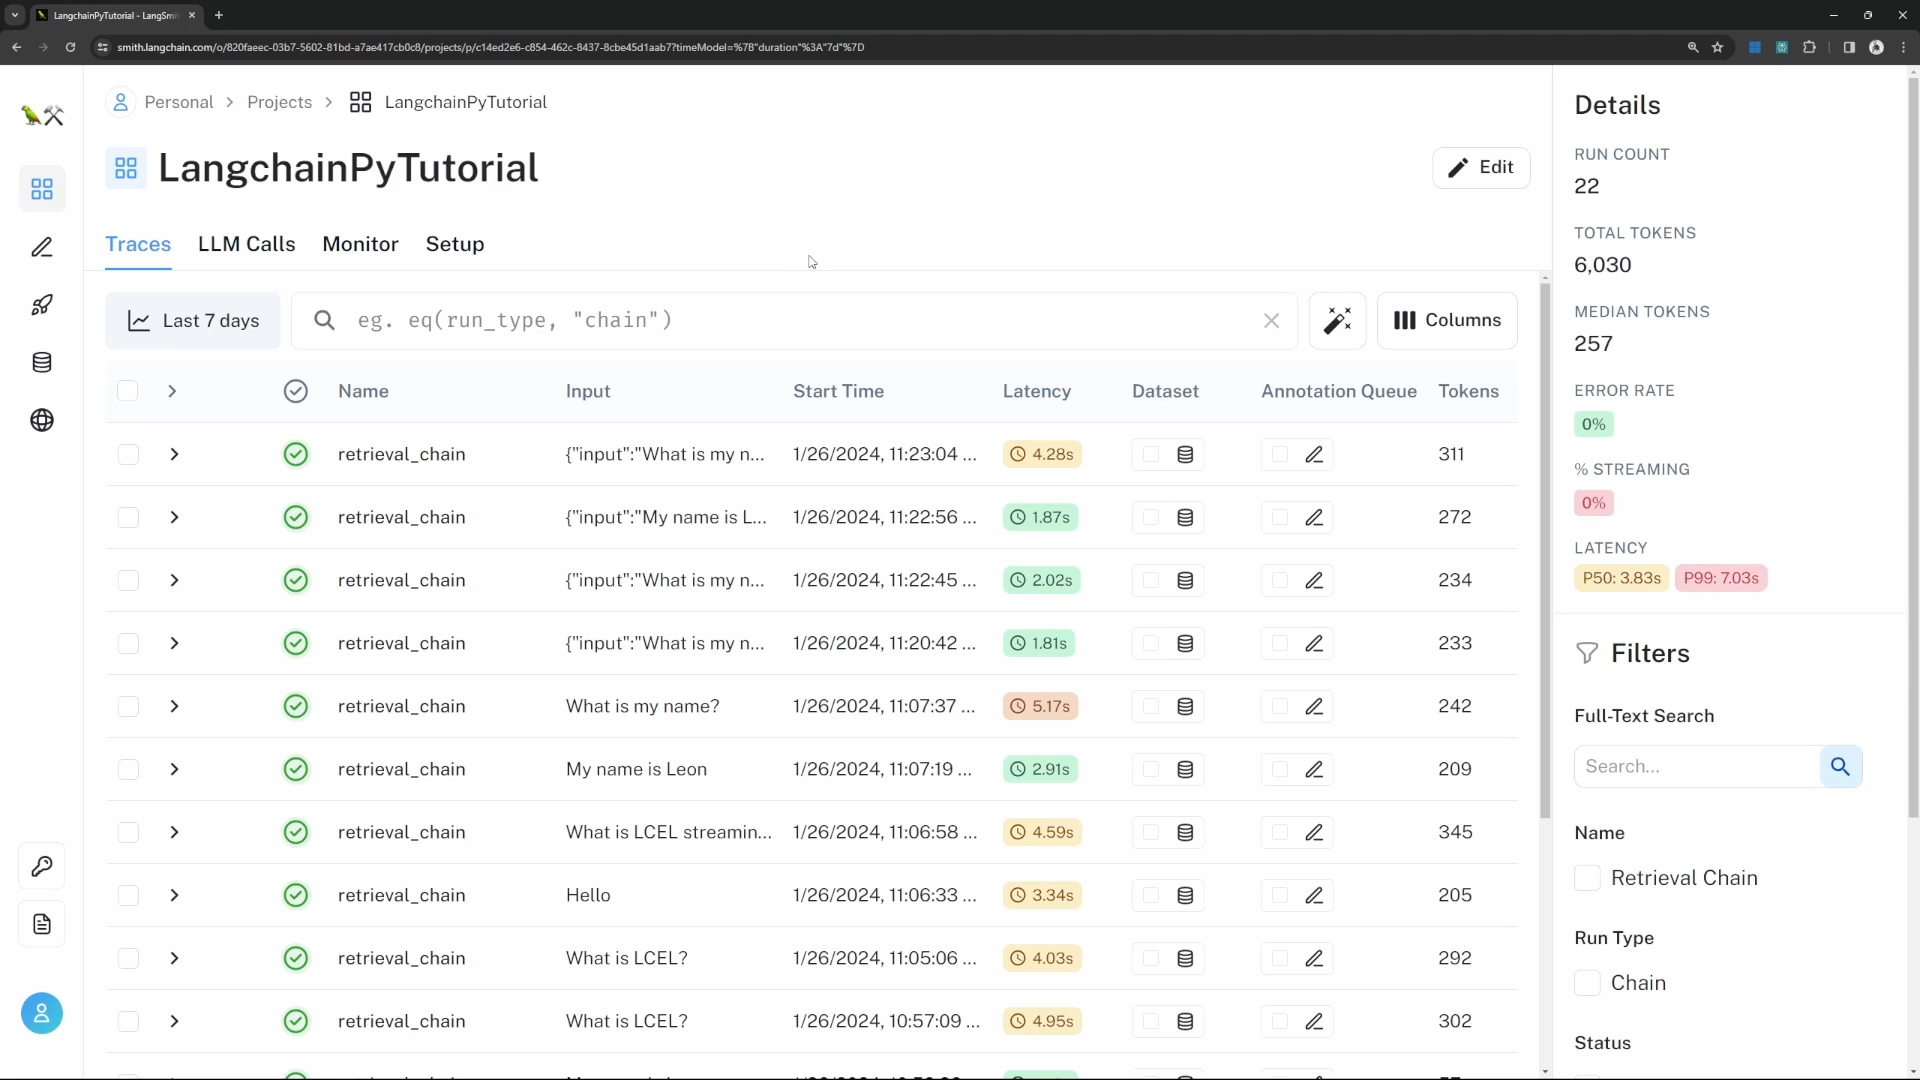 LangchainPyTutorial - LangSmi
smith.langchain.com/o/820faeec-03b7-5602-81bd-a7ae417cb0c8/projects/p/c14ed2e6-c854-462c-8437-8cbe45d1aab7?timeModel=%7B"duration"%3A"7d"%7D
Personal > Projects > LangchainPyTutorial
LangchainPyTutorial
Edit
Traces LLM Calls Monitor Setup
Last 7 days eg. eq(run_type, "chain") Columns
Name Input Start Time Latency Dataset Annotation Queue Tokens
retrieval_chain {"input":"What is my n... 1/26/2024, 11:23:04 ... 4.28s 311
retrieval_chain {"input":"My name is L... 1/26/2024, 11:22:56 ... 1.87s 272
retrieval_chain {"input":"What is my n... 1/26/2024, 11:22:45 ... 2.02s 234
retrieval_chain {"input":"What is my n... 1/26/2024, 11:20:42 ... 1.81s 233
retrieval_chain What is my name? 1/26/2024, 11:07:37 ... 5.17s 242
retrieval_chain My name is Leon 1/26/2024, 11:07:19 ... 2.91s 209
retrieval_chain What is LCEL streamin... 1/26/2024, 11:06:58 ... 4.59s 345
retrieval_chain Hello 1/26/2024, 11:06:33 ... 3.34s 205
retrieval_chain What is LCEL? 1/26/2024, 11:05:06 ... 4.03s 292
retrieval_chain What is LCEL? 1/26/2024, 10:57:09 ... 4.95s 302
Details
RUN COUNT
22
TOTAL TOKENS
6,030
MEDIAN TOKENS
257
ERROR RATE
0%
% STREAMING
0%
LATENCY
P50: 3.83s P99: 7.03s
Filters
Full-Text Search
Search...
Name
Retrieval Chain
Run Type
Chain
Status